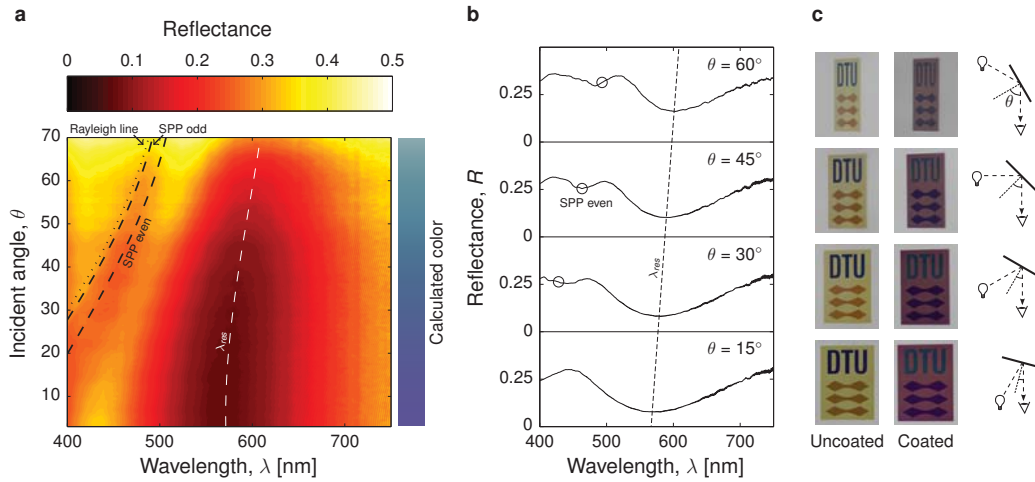 a
Reflectance
0 0.1 0.2 0.3 0.4 0.5
Rayleigh line SPP odd
SPP even
λres
70
60
50
40
30
20
10
Incident angle, θ
400 500 600 700
Wavelength, λ [nm]
Calculated color
b
θ = 60°
0.25
0
θ = 45°
SPP even
0.25
0
λres
θ = 30°
0.25
0
θ = 15°
0.25
0
Reflectance, R
400 500 600 700
Wavelength, λ [nm]
c
DTU DTU
θ
DTU DTU
DTU DTU
DTU DTU
Uncoated Coated